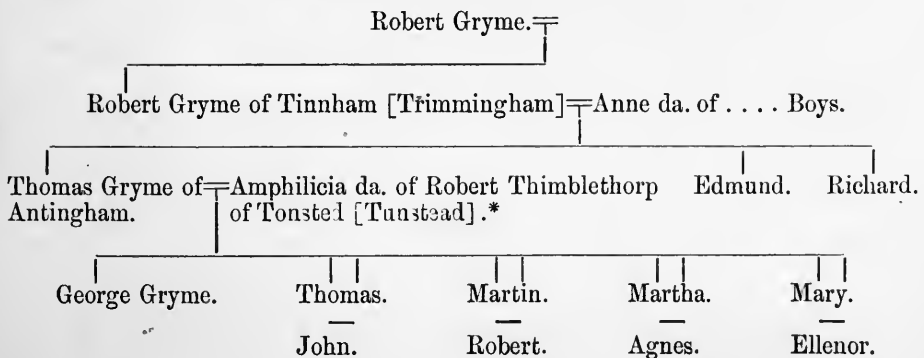 Robert Gryme.
Robert Gryme of Tinnham [Trimmingham] Anne da. of . . . . Boys.
Thomas Gryme of Amphilicia da. of Robert Thimblethorp Edmund. Richard.
Antingham. of Tonsted [Tunstead].*
George Gryme. Thomas. Martin. Martha. Mary.
John. Robert. Agnes. Ellenor.